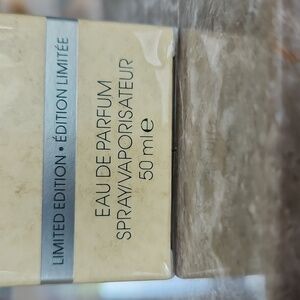 LIMITED EDITION • ÉDITION LIMITÉE
EAU DE PARFUM
SPRAY/VAPORISATEUR
50 ml ℮